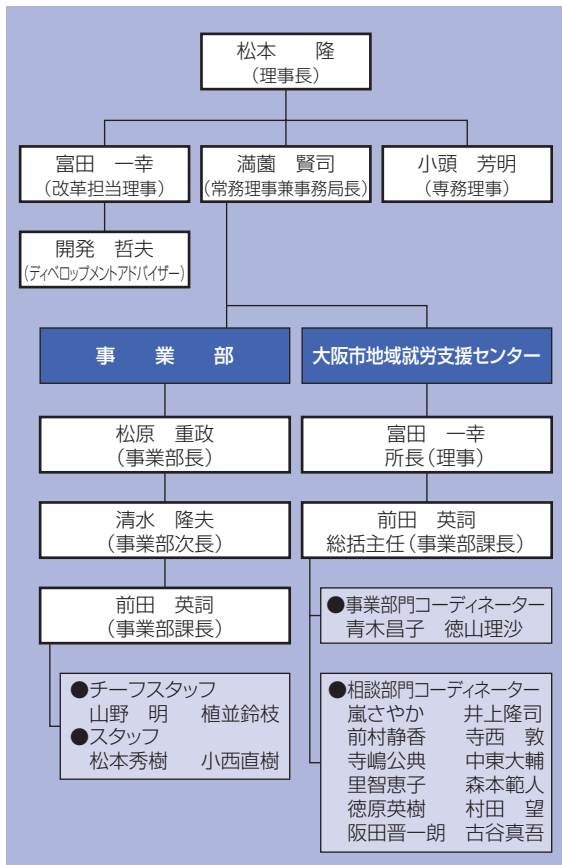 松本　隆
（理事長）
富田　一幸
（改革担当理事）
満薗　賢司
（常務理事兼事務局長）
小頭　芳明
（専務理事）
開発　哲夫
（ディベロップメントアドバイザー）
事　業　部
大阪市地域就労支援センター
松原　重政
（事業部長）
富田　一幸
所長（理事）
清水　隆夫
（事業部次長）
前田　英詞
総括主任（事業部課長）
前田　英詞
（事業部課長）
●事業部門コーディネーター
青木昌子　徳山理沙
●チーフスタッフ
山野　明　植並鈴枝
●スタッフ
松本秀樹　小西直樹
●相談部門コーディネーター
嵐さやか　井上隆司
前村静香　寺西　敦
寺嶋公典　中東大輔
里智恵子　森本範人
徳原英樹　村田　望
阪田晋一朗　古谷真吾